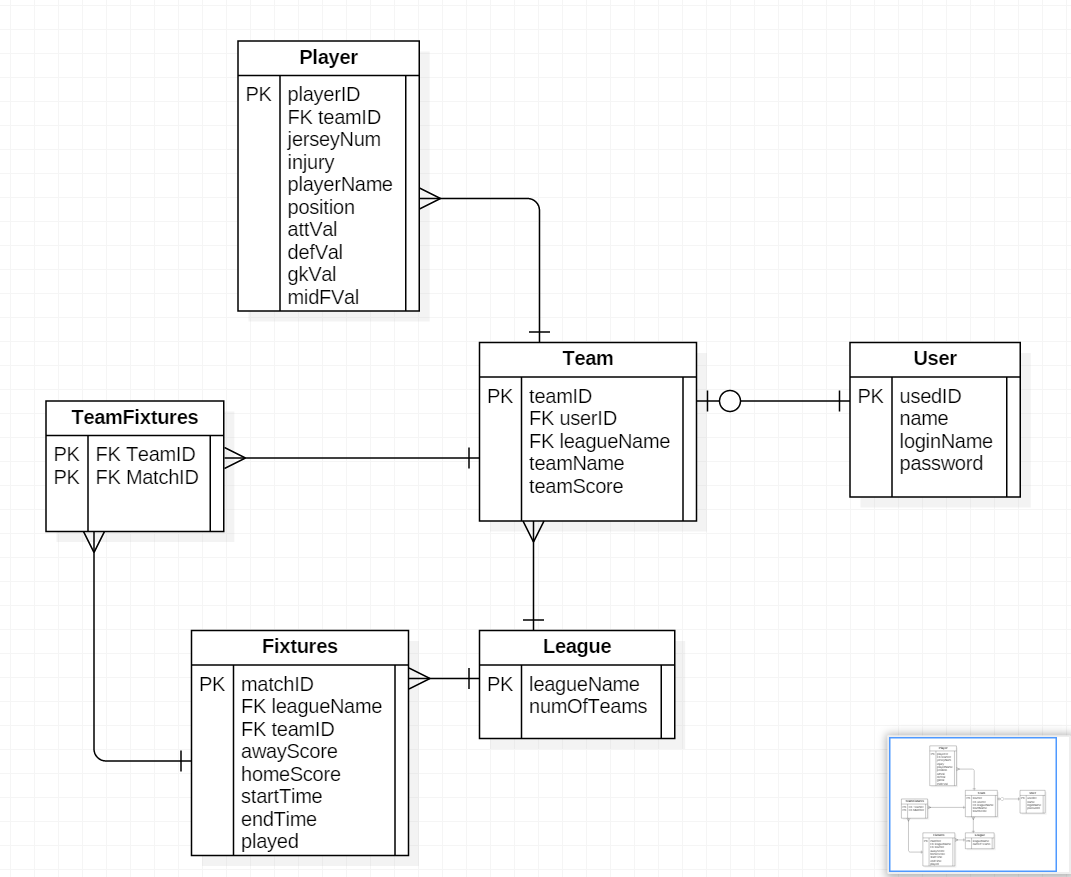 Player
PK playerID
FK teamID
jerseyNum
injury
playerName
position
attVal
defVal
gkVal
midFVal
Team
PK teamID
FK userID
FK leagueName
teamName
teamScore
User
PK usedID
name
loginName
password
TeamFixtures
PK FK TeamID
PK FK MatchID
Fixtures
PK matchID
FK leagueName
FK teamID
awayScore
homeScore
startTime
endTime
played
League
PK leagueName
numOfTeams